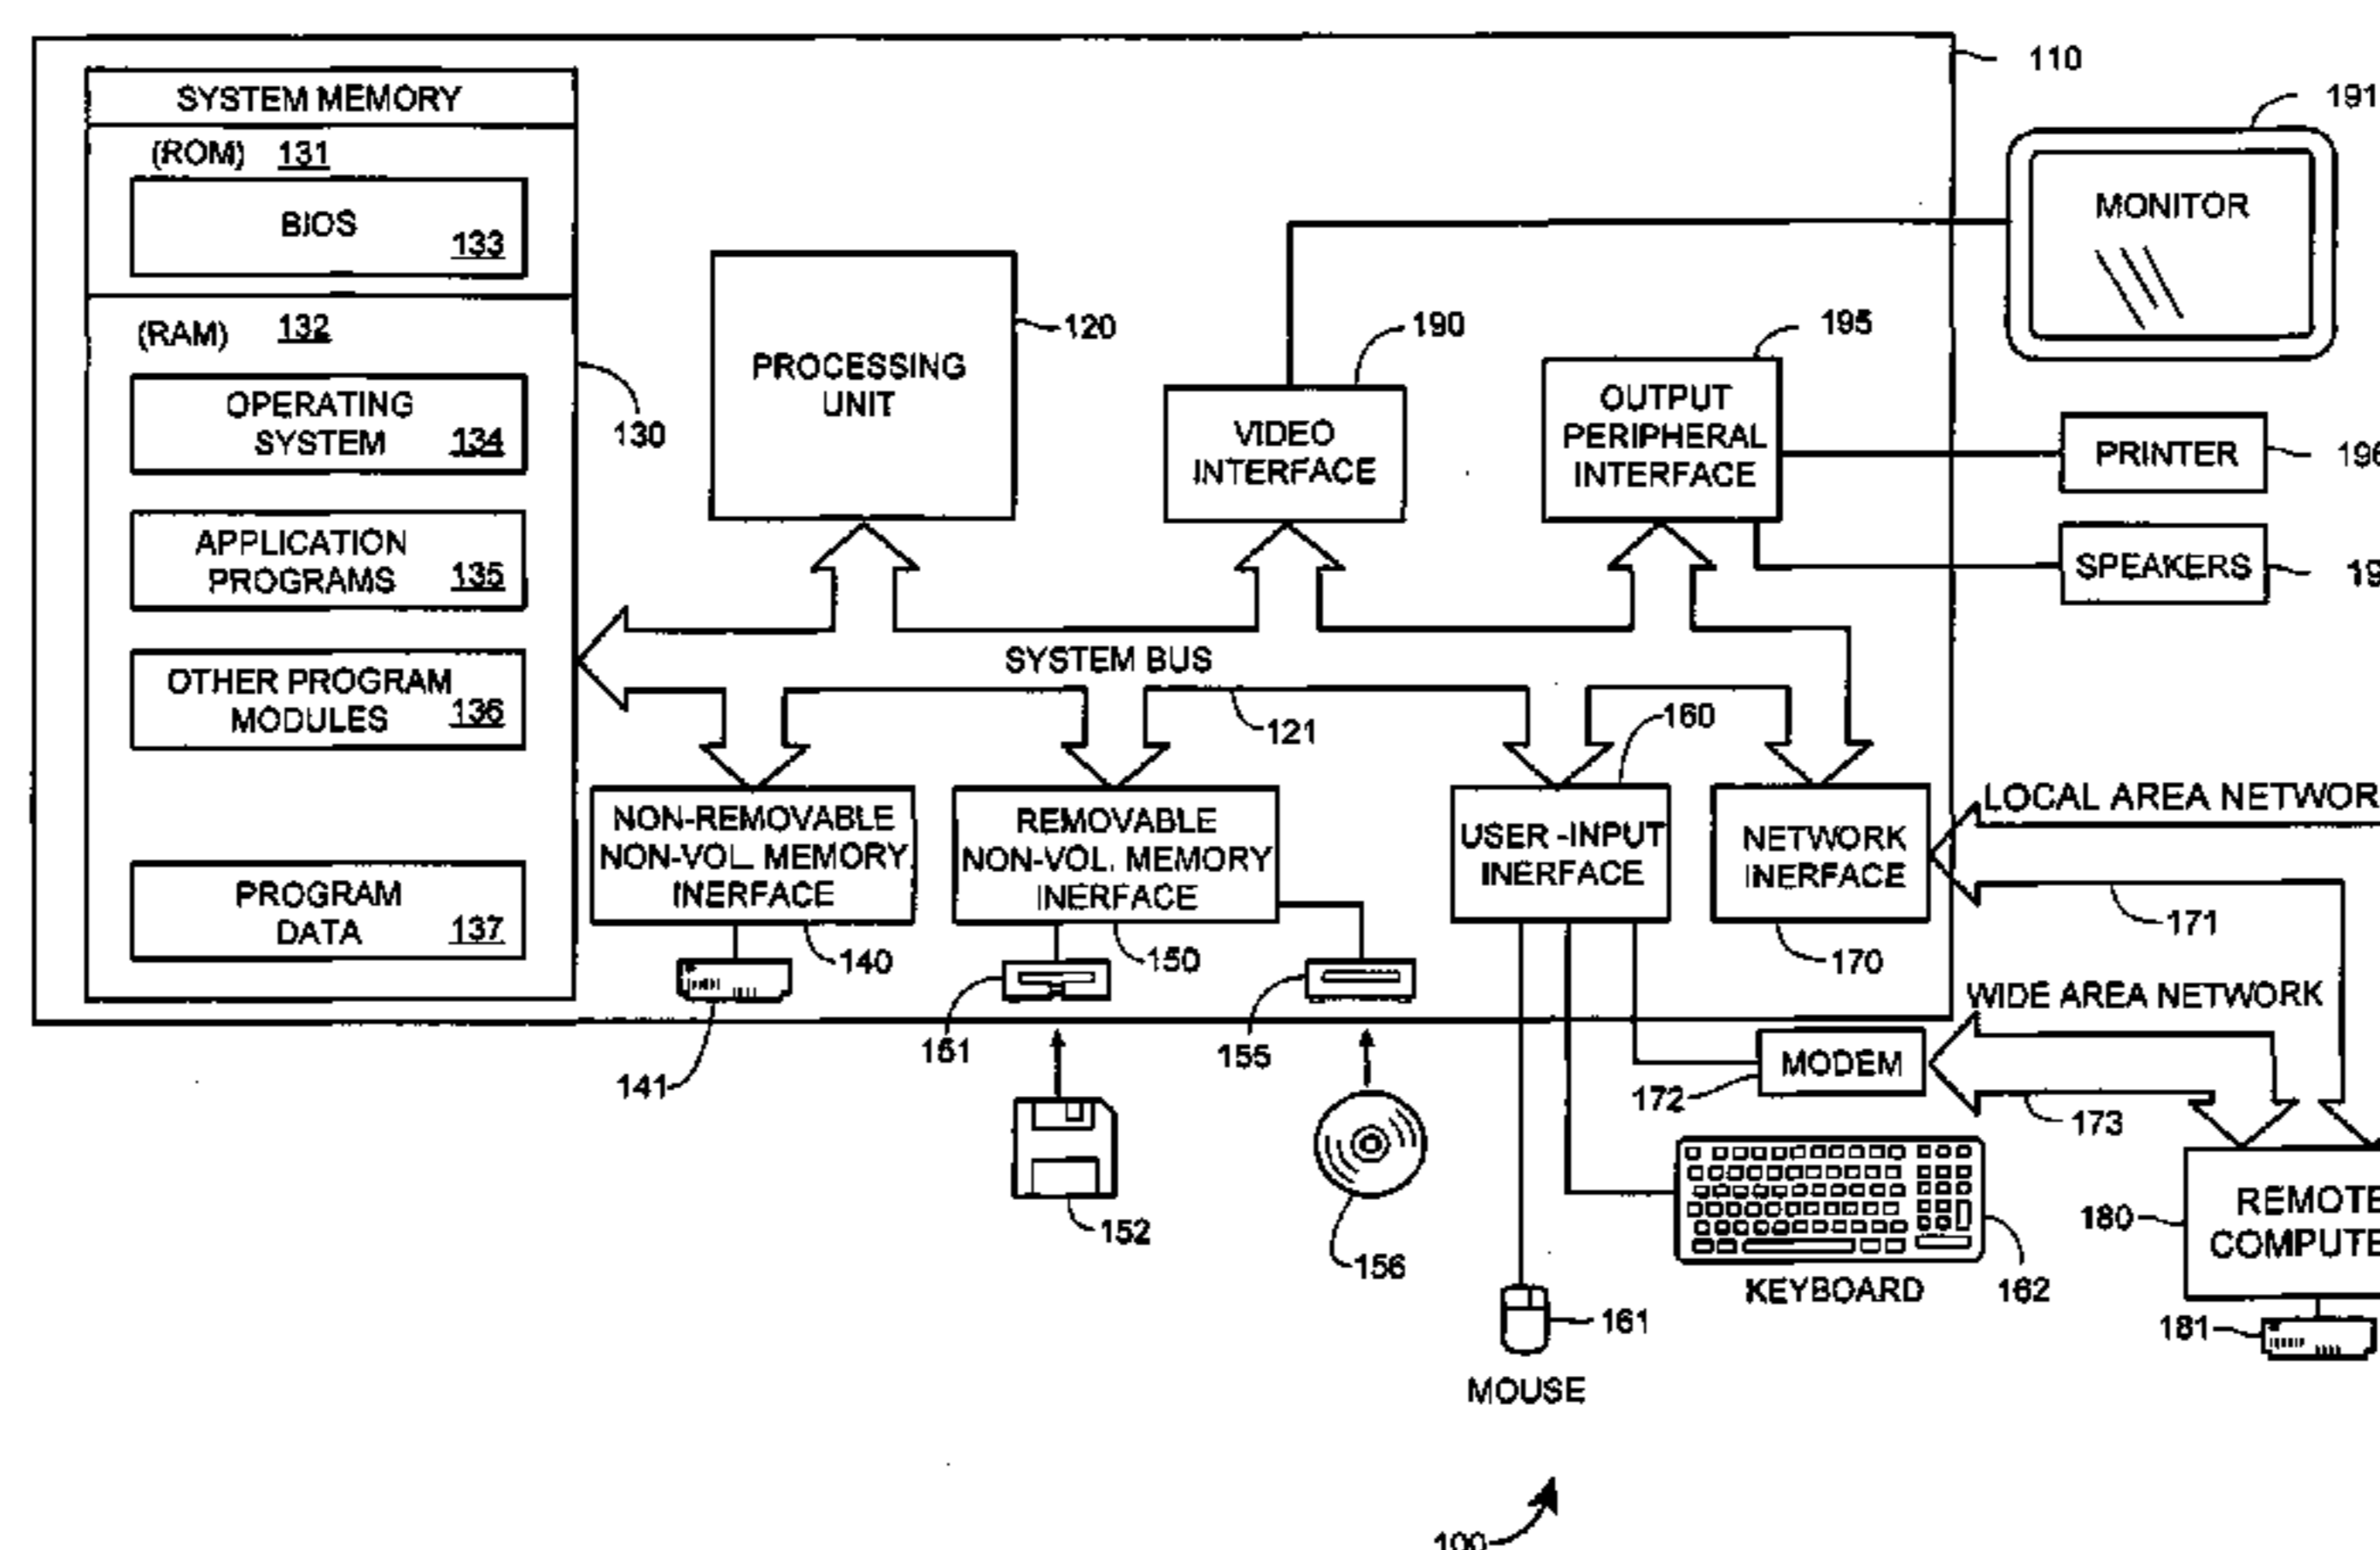 110
191
SYSTEM MEMORY
(ROM) 131
BIOS
133
MONITOR
(RAM) 132
120
190
195
OPERATING
SYSTEM 134
130
PROCESSING
UNIT
VIDEO
INTERFACE
OUTPUT
PERIPHERAL
INTERFACE
PRINTER
196
APPLICATION
PROGRAMS 135
SPEAKERS
SYSTEM BUS
OTHER PROGRAM
MODULES 136
121
160
NON-REMOVABLE
NON-VOL. MEMORY
INERFACE
REMOVABLE
NON-VOL. MEMORY
INERFACE
USER -INPUT
INERFACE
NETWORK
INERFACE
LOCAL AREA
PROGRAM
DATA 137
140
150
170
171
WIDE AREA NETWORK
141
151
155
MODEM
172
173
152
156
KEYBOARD
162
180
161
MOUSE
181
100